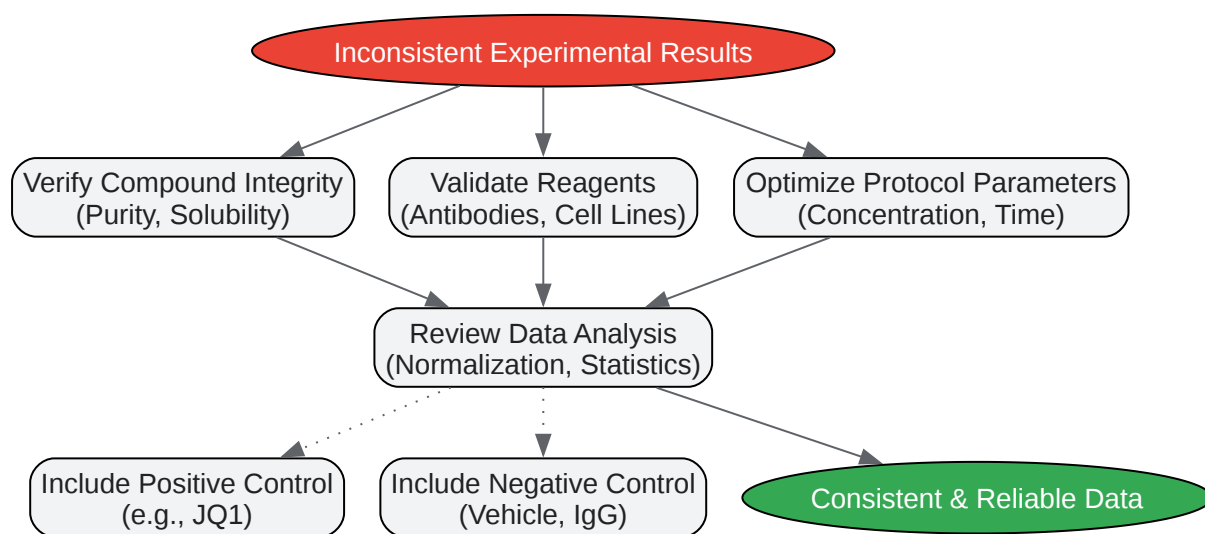 Inconsistent Experimental Results
Verify Compound Integrity
(Purity, Solubility)
Validate Reagents
(Antibodies, Cell Lines)
Optimize Protocol Parameters
(Concentration, Time)
Review Data Analysis
(Normalization, Statistics)
Include Positive Control
(e.g., JQ1)
Include Negative Control
(Vehicle, IgG)
Consistent & Reliable Data